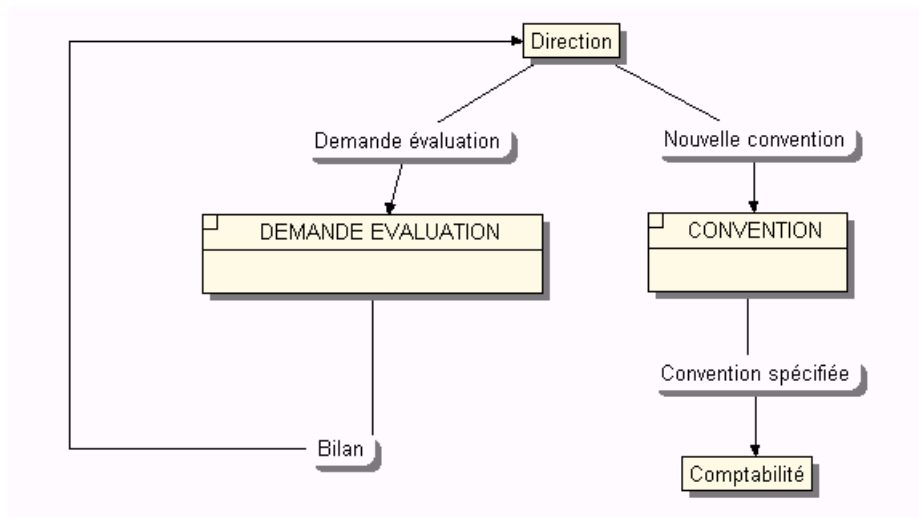 Direction
Demande évaluation
Nouvelle convention
DEMANDE EVALUATION
CONVENTION
Convention spécifiée
Bilan
Comptabilité